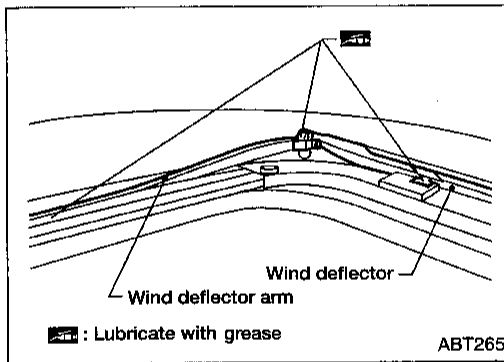 Wind deflector
Wind deflector arm
: Lubricate with grease
ABT265